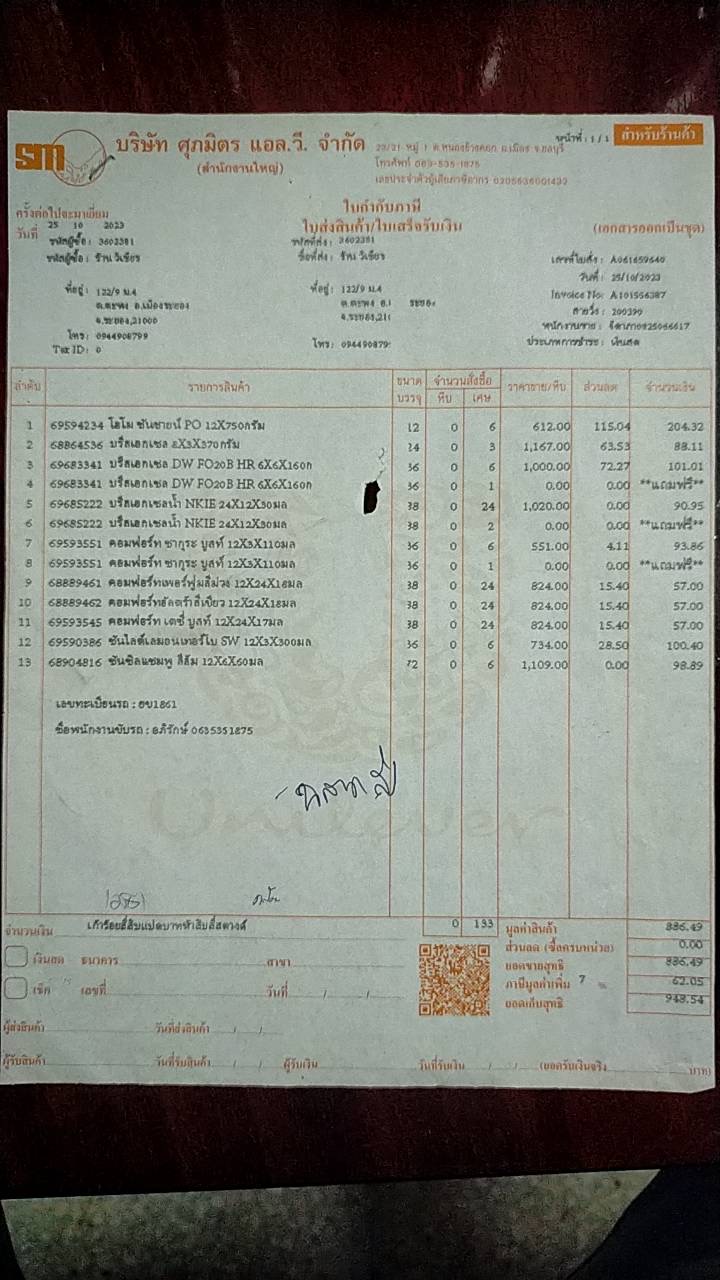 sm
บริษัท ศุภมิตร แอล.วี. จำกัด
(สำนักงานใหญ่)
23/21 หมู่ 1 ต.หนองข้างคอก อ.เมือง จ.ชลบุรี
โทรศัพท์ 083-535-1875
เลขประจำตัวผู้เสียภาษีอากร
หน้าที่ : 1 / 1
สำหรับร้านค้า
ใบกำกับภาษี
ใบส่งสินค้า/ใบเสร็จรับเงิน
(เอกสารออกเป็นชุด)
ครั้งต่อไปจะมาเยี่ยม
วันที่ 25 10 2023
รหัสผู้ซื้อ : 3602381
ชื่อผู้ซื้อ : ร้าน วิเชียร
ที่อยู่ : 122/9 ม.4
ต.ตะพง อ.เมืองระยอง
จ.ระยอง,21000
โทร : 0944908799
Tax ID : 0
รหัสที่ส่ง : 3602381
ชื่อที่ส่ง : ร้าน วิเชียร
ที่อยู่ : 122/9 ม.4
ต.ตะพง อ.เ ระยอง
จ.ระยอง,21(
โทร : 094490879
เลขที่ใบสั่ง : A061659640
วันที่ : 25/10/2023
Invoice No: A101556387
สายวิ่ง : 200390
พนักงานขาย :
ประเภทการชำระ : เงินสด
ลำดับ รายการสินค้า ขนาดบรรจุ จำนวนสั่งซื้อ หีบ เศษ ราคาขาย/หีบ ส่วนลด จำนวนเงิน
1 69594234 โอโม ซันชายน์ PO 12X750กรัม 12 0 6 612.00 115.04 204.32
2 68864536 บรีสเอกเซล 8X3X370กรัม 24 0 3 1,167.00 63.53 88.11
3 69683341 บรีสเอกเซล DW FO20B HR 6X6X160ก 36 0 6 1,000.00 72.27 101.01
4 69683341 บรีสเอกเซล DW FO20B HR 6X6X160ก 36 0 1 0.00 0.00 **แถมฟรี**
5 69685222 บรีสเอกเซลน้ำ NKIE 24X12X30มล 38 0 24 1,020.00 0.00 90.95
6 69685222 บรีสเอกเซลน้ำ NKIE 24X12X30มล 38 0 2 0.00 0.00 **แถมฟรี**
7 69593551 คอมฟอร์ท ซากุระ บูสท์ 12X3X110มล 36 0 6 551.00 4.11 93.86
8 69593551 คอมฟอร์ท ซากุระ บูสท์ 12X3X110มล 36 0 1 0.00 0.00 **แถมฟรี**
9 68889461 คอมฟอร์ทเพอร์ฟูมสีม่วง 12X24X18มล 38 0 24 824.00 15.40 57.00
10 68889462 คอมฟอร์ทอัลตร้าสีเขียว 12X24X18มล 38 0 24 824.00 15.40 57.00
11 69593545 คอมฟอร์ท เดซี่ บูสท์ 12X24X17มล 38 0 24 824.00 15.40 57.00
12 69590386 ซันไลต์เลมอนเทอร์โบ SW 12X3X300มล 36 0 6 734.00 28.50 100.40
13 68904816 ซันซิลแชมพู สีส้ม 12X6X60มล 72 0 6 1,109.00 0.00 98.89
เลขทะเบียนรถ : ฮบ1861
ชื่อพนักงานขับรถ : อภิรักษ์ 0635351875
Unilever
จำนวนเงิน เก้าร้อยสี่สิบแปดบาทห้าสิบสี่สตางค์ 0 133
มูลค่าสินค้า 886.49
ส่วนลด (ซื้อครบหน่วย) 0.00
ยอดขายสุทธิ 886.49
ภาษีมูลค่าเพิ่ม 7 % 62.05
ยอดเก็บสุทธิ 948.54
เงินสด ธนาคาร สาขา
เช็ค เลขที่ วันที่ / /
ผู้ส่งสินค้า วันที่ส่งสินค้า / /
ผู้รับสินค้า วันที่รับสินค้า / / ผู้รับเงิน วันที่รับเงิน / / (ยอดรับเงินจริง บาท)